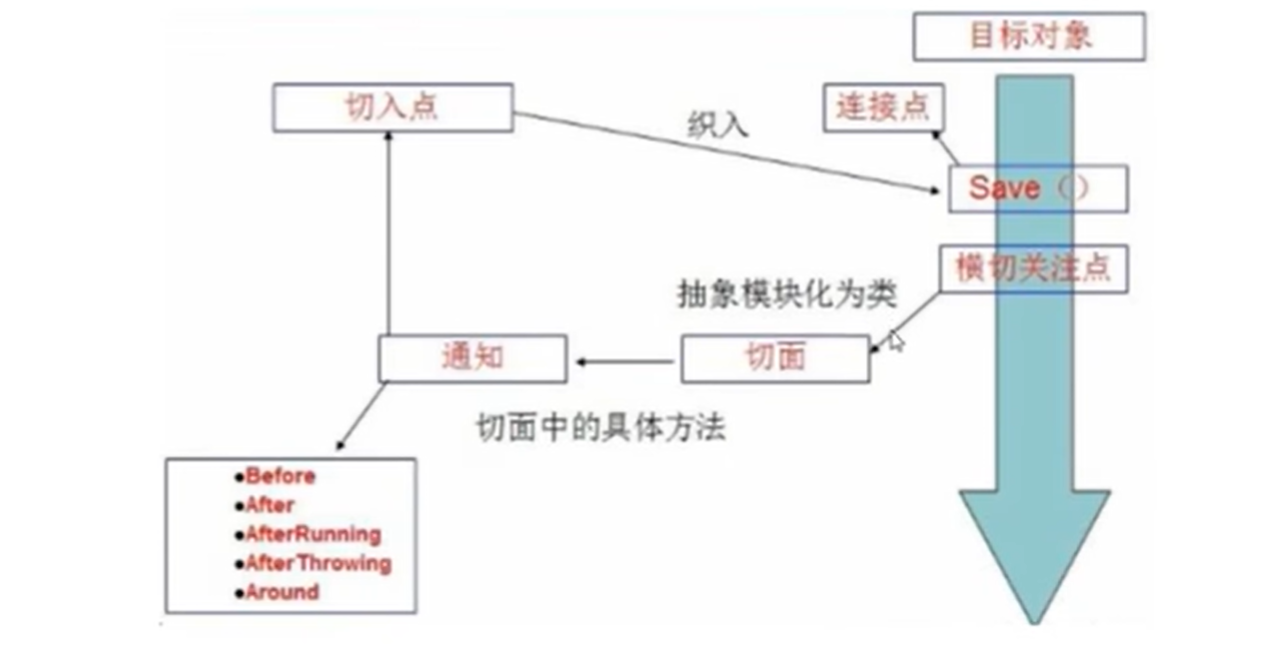 目标对象
切入点
织入
连接点
Save（）
横切关注点
抽象模块化为类
通知
切面
切面中的具体方法
●Before
●After
●AfterRunning
●AfterThrowing
●Around